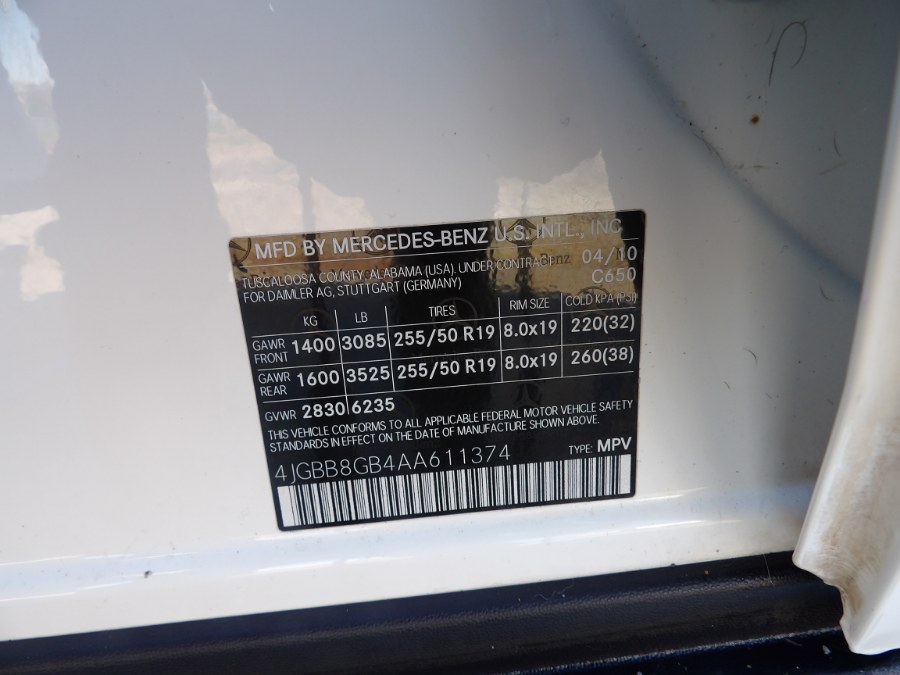 MFD BY MERCEDES-BENZ U.S. INTL., INC
TUSCALOOSA COUNTY, ALABAMA (USA), UNDER CONTRACT 04/10
FOR DAIMLER AG, STUTTGART (GERMANY) C650
KG LB TIRES RIM SIZE COLD KPA (PSI)
GAWR FRONT 1400 3085 255/50 R19 8.0x19 220(32)
GAWR REAR 1600 3525 255/50 R19 8.0x19 260(38)
GVWR 2830 6235
THIS VEHICLE CONFORMS TO ALL APPLICABLE FEDERAL MOTOR VEHICLE SAFETY
STANDARDS IN EFFECT ON THE DATE OF MANUFACTURE SHOWN ABOVE.
4JGBB8GB4AA611374 TYPE: MPV